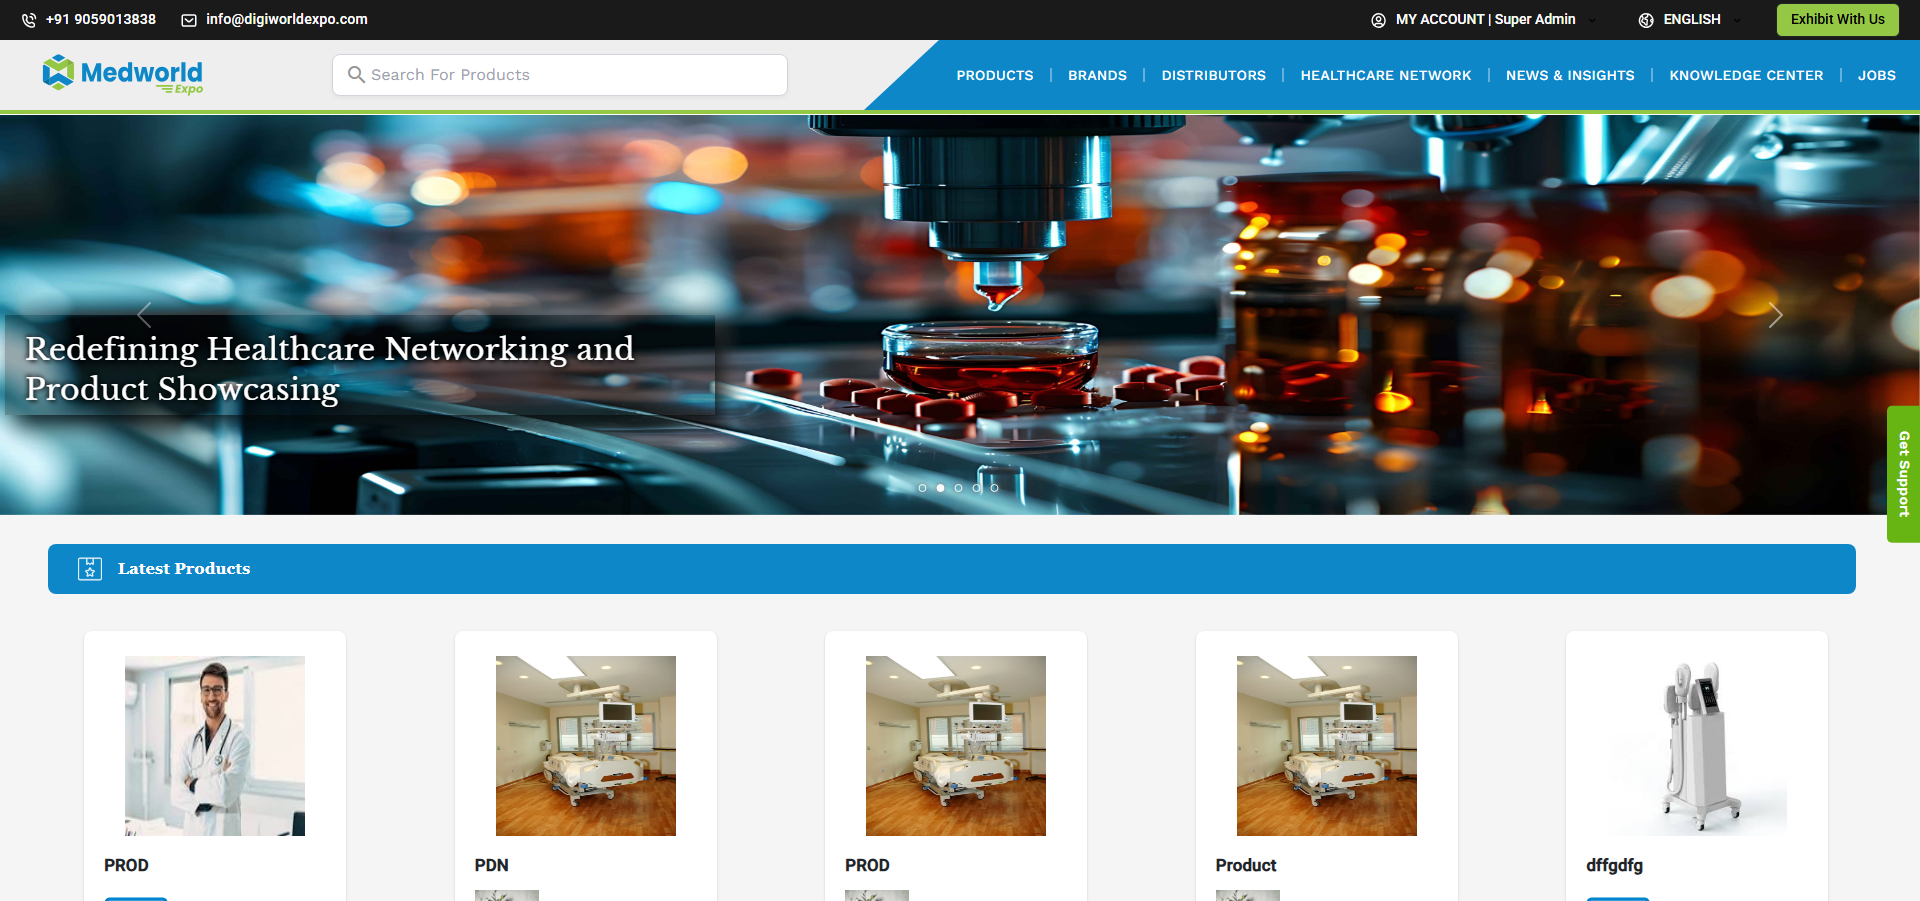 +91 9059013838
info@digiworldexpo.com
MY ACCOUNT | Super Admin
ENGLISH
Exhibit With Us
Medworld
Expo
Search For Products
PRODUCTS
BRANDS
DISTRIBUTORS
HEALTHCARE NETWORK
NEWS & INSIGHTS
KNOWLEDGE CENTER
JOBS
Redefining Healthcare Networking and
Product Showcasing
Get Support
Latest Products
PROD
PDN
PROD
Product
dffgdfg